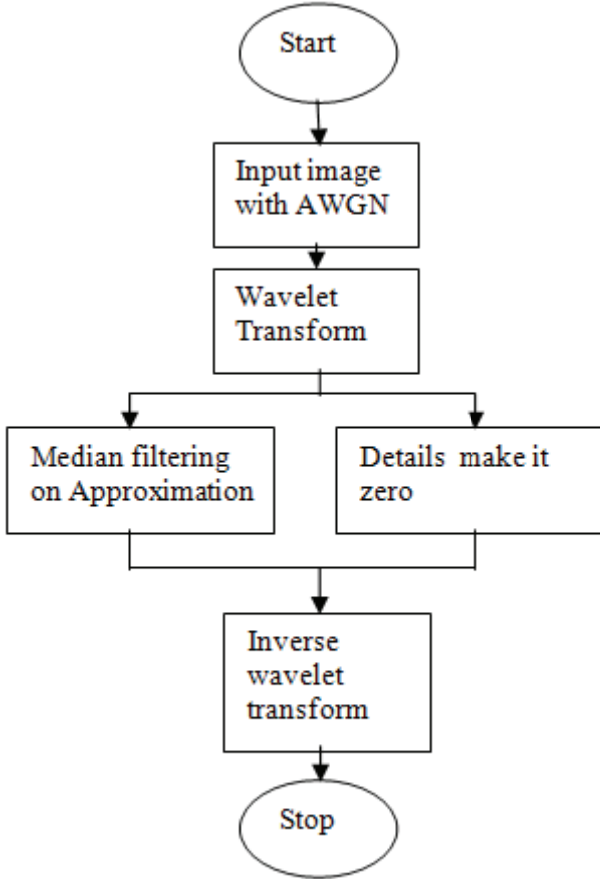 Start
Input image
with AWGN
Wavelet
Transform
Median filtering
on Approximation
Details make it
zero
Inverse
wavelet
transform
Stop